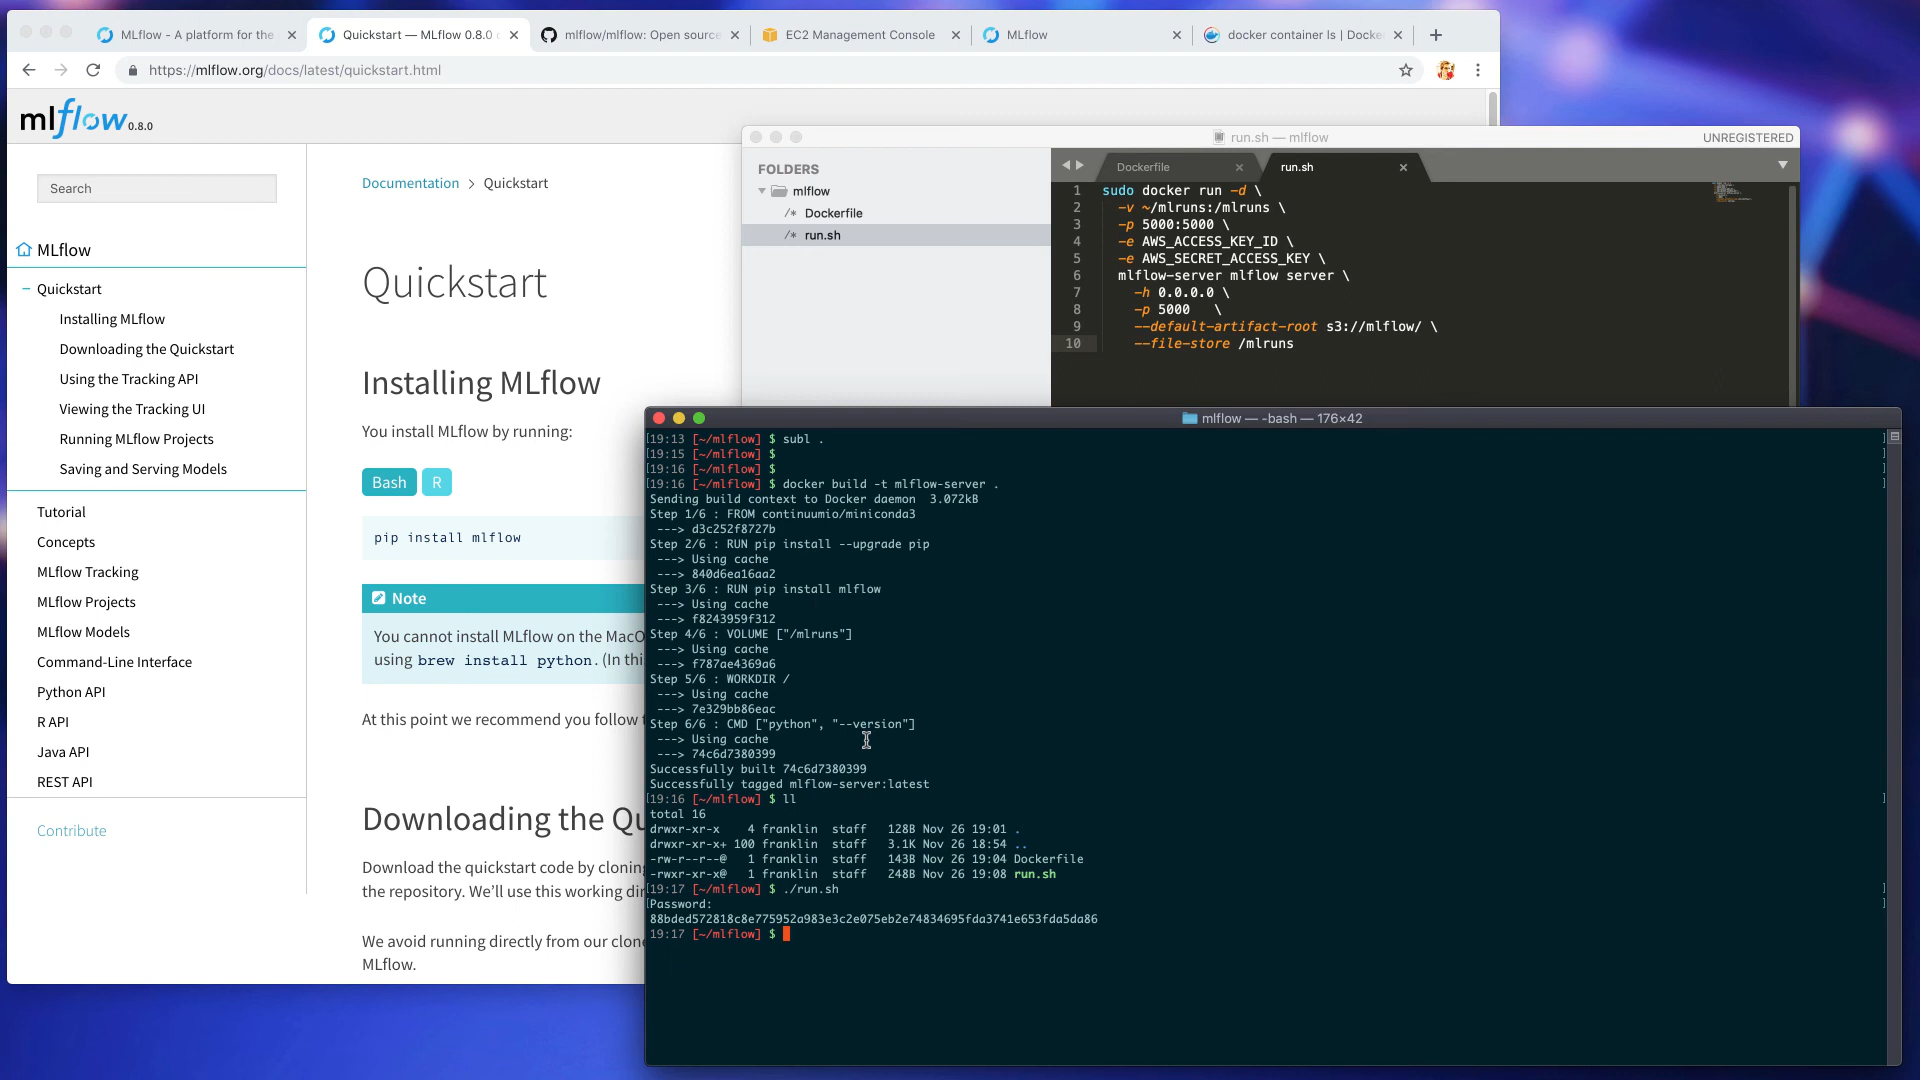 MLflow - A platform for the
Quickstart — MLflow 0.8.0
mlflow/mlflow: Open source
EC2 Management Console
MLflow
docker container ls | Docke
https://mlflow.org/docs/latest/quickstart.html
mlflow 0.8.0
Search
MLflow
Quickstart
Installing MLflow
Downloading the Quickstart
Using the Tracking API
Viewing the Tracking UI
Running MLflow Projects
Saving and Serving Models
Tutorial
Concepts
MLflow Tracking
MLflow Projects
MLflow Models
Command-Line Interface
Python API
R API
Java API
REST API
Contribute
Documentation > Quickstart
Quickstart
Installing MLflow
You install MLflow by running:
Bash R
pip install mlflow
Note
You cannot install MLflow on the MacO
using brew install python. (In thi
At this point we recommend you follow
Downloading the Qu
Download the quickstart code by cloning
the repository. We'll use this working di
We avoid running directly from our clon
MLflow.
run.sh — mlflow
UNREGISTERED
FOLDERS
mlflow
/* Dockerfile
/* run.sh
Dockerfile
run.sh
1 sudo docker run -d \
2 -v ~/mlruns:/mlruns \
3 -p 5000:5000 \
4 -e AWS_ACCESS_KEY_ID \
5 -e AWS_SECRET_ACCESS_KEY \
6 mlflow-server mlflow server \
7 -h 0.0.0.0 \
8 -p 5000 \
9 --default-artifact-root s3://mlflow/ \
10 --file-store /mlruns
mlflow — -bash — 176×42
[19:13 [~/mlflow] $ subl .
[19:15 [~/mlflow] $
[19:16 [~/mlflow] $
[19:16 [~/mlflow] $ docker build -t mlflow-server .
Sending build context to Docker daemon 3.072kB
Step 1/6 : FROM continuumio/miniconda3
---> d3c252f8727b
Step 2/6 : RUN pip install --upgrade pip
---> Using cache
---> 840d6ea16aa2
Step 3/6 : RUN pip install mlflow
---> Using cache
---> f8243959f312
Step 4/6 : VOLUME ["/mlruns"]
---> Using cache
---> f787ae4369a6
Step 5/6 : WORKDIR /
---> Using cache
---> 7e329bb86eac
Step 6/6 : CMD ["python", "--version"]
---> Using cache
---> 74c6d7380399
Successfully built 74c6d7380399
Successfully tagged mlflow-server:latest
[19:16 [~/mlflow] $ ll
total 16
drwxr-xr-x 4 franklin staff 128B Nov 26 19:01 .
drwxr-xr-x+ 100 franklin staff 3.1K Nov 26 18:54 ..
-rw-r--r--@ 1 franklin staff 143B Nov 26 19:04 Dockerfile
-rwxr-xr-x@ 1 franklin staff 248B Nov 26 19:08 run.sh
[19:17 [~/mlflow] $ ./run.sh
[Password:
88bded572818c8e775952a983e3c2e075eb2e74834695fda3741e653fda5da86
19:17 [~/mlflow] $